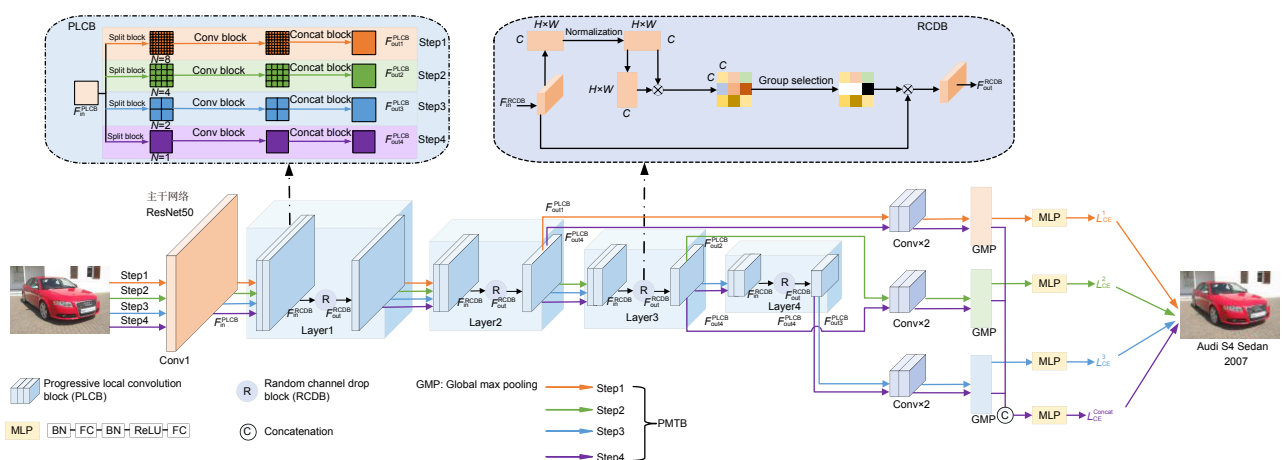 PLCB
Split block
Conv block
Concat block
F_out1^PLCB
Step1
N=8
Split block
Conv block
Concat block
F_out2^PLCB
Step2
N=4
F_in^PLCB
Split block
Conv block
Concat block
F_out3^PLCB
Step3
N=2
Split block
Conv block
Concat block
F_out4^PLCB
Step4
N=1
RCDB
H×W
C
Normalization
H×W
C
H×W
C
C
C
Group selection
F_in^RCDB
F_out^RCDB
主干网络
ResNet50
Step1
Step2
Step3
Step4
Conv1
F_in^PLCB
F_in^RCDB
R
F_out^RCDB
Layer1
F_in^RCDB
R
F_out^RCDB
Layer2
F_out1^PLCB
F_out4^PLCB
F_in^RCDB
R
F_out^RCDB
Layer3
F_out2^PLCB
F_out4^PLCB
F_in^RCDB
R
F_out^RCDB
Layer4
F_out4^PLCB
F_out3^PLCB
Conv×2
GMP
MLP
L_CE^1
Conv×2
GMP
MLP
L_CE^2
Conv×2
GMP
MLP
L_CE^3
C
MLP
L_CE^Concat
Audi S4 Sedan
2007
Progressive local convolution
block (PLCB)
R
Random channel drop
block (RCDB)
GMP: Global max pooling
Step1
Step2
Step3
Step4
PMTB
MLP
BN
FC
BN
ReLU
FC
C
Concatenation